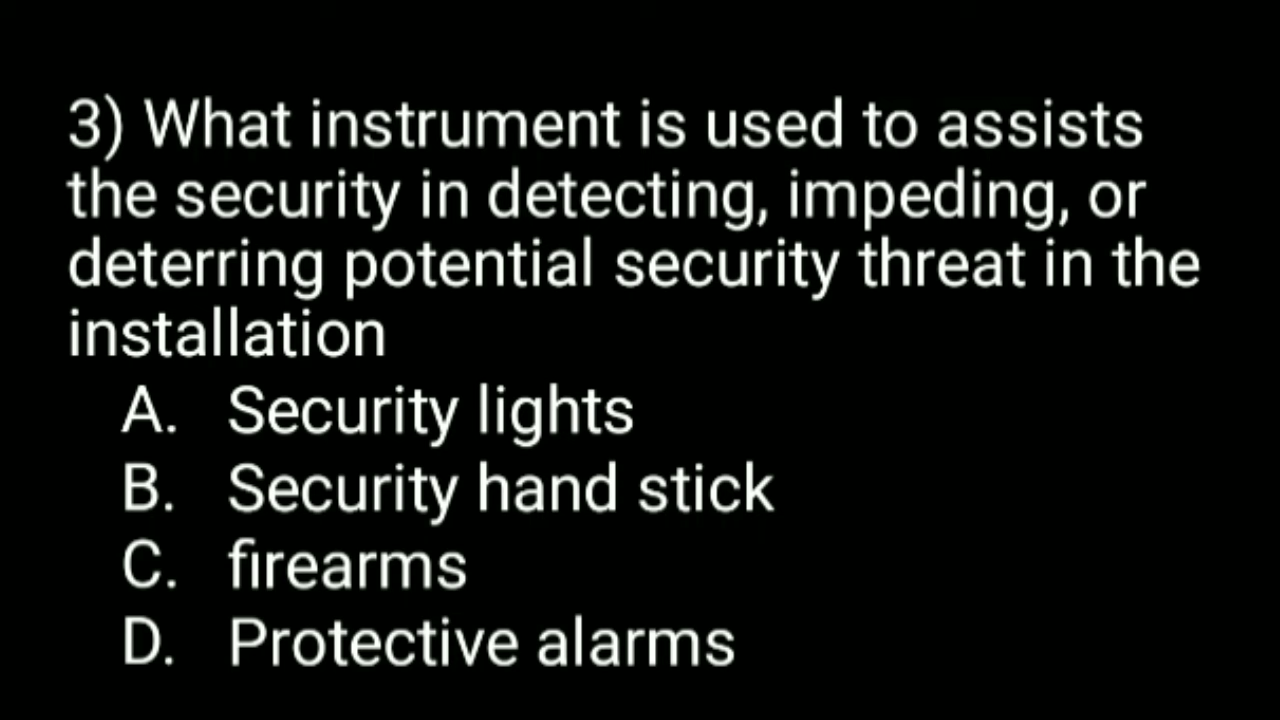 3) What instrument is used to assists
the security in detecting, impeding, or
deterring potential security threat in the
installation
A. Security lights
B. Security hand stick
C. firearms
D. Protective alarms